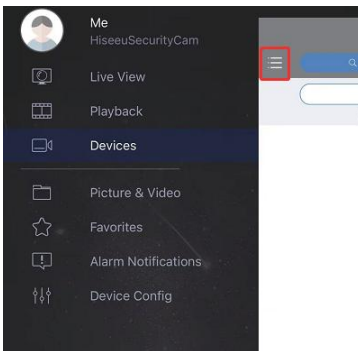 Me
HiseeuSecurityCam
Live View
Playback
Devices
Picture & Video
Favorites
Alarm Notifications
Device Config